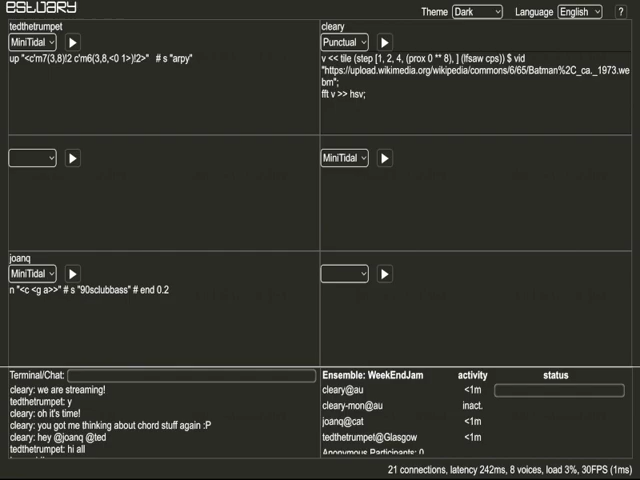 estuary
Theme Dark Language English ?
tedthetrumpet
MiniTidal
up "<c'm7(3,8)!2 c'm6(3,8,<0 1>)!2>" # s "arpy"
cleary
Punctual
v << tile (step [1, 2, 4, (prox 0 ** 8), ] (lfsaw cps)) $ vid
"https://upload.wikimedia.org/wikipedia/commons/6/65/Batman%2C_ca._1973.we
bm";
fft v >> hsv;
MiniTidal
joanq
MiniTidal
n "<c <g a>>" # s "90sclubbass" # end 0.2
Terminal/Chat:
cleary: we are streaming!
tedthetrumpet: y
cleary: oh it's time!
cleary: you got me thinking about chord stuff again :P
cleary: hey @joanq @ted
tedthetrumpet: hi all
Ensemble: WeekEndJam activity status
cleary@au <1m
cleary-mon@au inact.
joanq@cat <1m
tedthetrumpet@Glasgow <1m
Anonymous Participants: 0
21 connections, latency 242ms, 8 voices, load 3%, 30FPS (1ms)